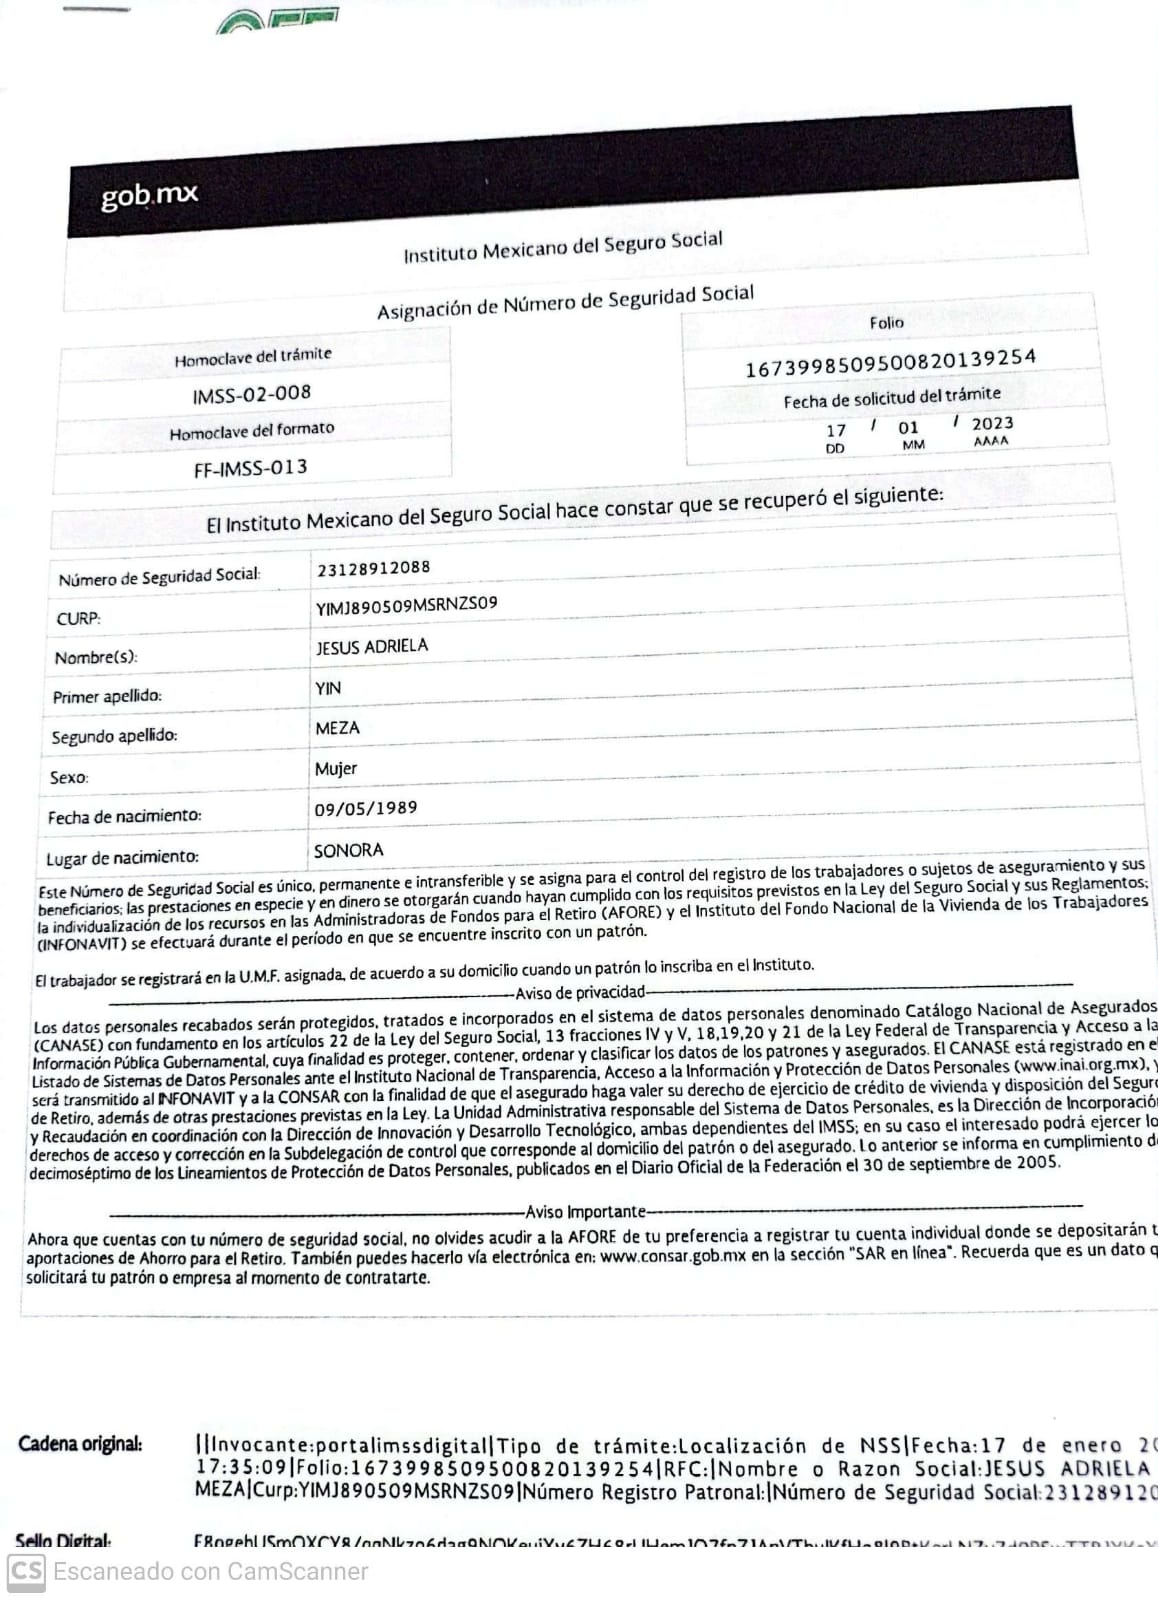 gob.mx
Instituto Mexicano del Seguro Social
Asignación de Número de Seguridad Social
Homoclave del trámite
IMSS-02-008
Homoclave del formato
FF-IMSS-013
Folio
1673998509500820139254
Fecha de solicitud del trámite
17 / 01 / 2023
DD MM AAAA
El Instituto Mexicano del Seguro Social hace constar que se recuperó el siguiente:
Número de Seguridad Social: 23128912088
CURP: YIMJ890509MSRNZS09
Nombre(s): JESUS ADRIELA
Primer apellido: YIN
Segundo apellido: MEZA
Sexo: Mujer
Fecha de nacimiento: 09/05/1989
Lugar de nacimiento: SONORA
Este Número de Seguridad Social es único, permanente e intransferible y se asigna para el control del registro de los trabajadores o sujetos de aseguramiento y sus
beneficiarios; las prestaciones en especie y en dinero se otorgarán cuando hayan cumplido con los requisitos previstos en la Ley del Seguro Social y sus Reglamentos;
la individualización de los recursos en las Administradoras de Fondos para el Retiro (AFORE) y el Instituto del Fondo Nacional de la Vivienda de los Trabajadores
(INFONAVIT) se efectuará durante el período en que se encuentre inscrito con un patrón.
El trabajador se registrará en la U.M.F. asignada, de acuerdo a su domicilio cuando un patrón lo inscriba en el Instituto.
Aviso de privacidad
Los datos personales recabados serán protegidos, tratados e incorporados en el sistema de datos personales denominado Catálogo Nacional de Asegurados
(CANASE) con fundamento en los artículos 22 de la Ley del Seguro Social, 13 fracciones IV y V, 18,19,20 y 21 de la Ley Federal de Transparencia y Acceso a la
Información Pública Gubernamental, cuya finalidad es proteger, contener, ordenar y clasificar los datos de los patrones y asegurados. El CANASE está registrado en e
Listado de Sistemas de Datos Personales ante el Instituto Nacional de Transparencia, Acceso a la Información y Protección de Datos Personales (www.inai.org.mx), y
será transmitido al INFONAVIT y a la CONSAR con la finalidad de que el asegurado haga valer su derecho de ejercicio de crédito de vivienda y disposición del Segur
de Retiro, además de otras prestaciones previstas en la Ley. La Unidad Administrativa responsable del Sistema de Datos Personales, es la Dirección de Incorporació
y Recaudación en coordinación con la Dirección de Innovación y Desarrollo Tecnológico, ambas dependientes del IMSS; en su caso el interesado podrá ejercer lo
derechos de acceso y corrección en la Subdelegación de control que corresponde al domicilio del patrón o del asegurado. Lo anterior se informa en cumplimiento d
decimoséptimo de los Lineamientos de Protección de Datos Personales, publicados en el Diario Oficial de la Federación el 30 de septiembre de 2005.
Aviso Importante
Ahora que cuentas con tu número de seguridad social, no olvides acudir a la AFORE de tu preferencia a registrar tu cuenta individual donde se depositarán t
aportaciones de Ahorro para el Retiro. También puedes hacerlo vía electrónica en: www.consar.gob.mx en la sección "SAR en línea". Recuerda que es un dato q
solicitará tu patrón o empresa al momento de contratarte.
Cadena original: ||Invocante:portalimssdigital|Tipo de trámite:Localización de NSS|Fecha:17 de enero 20
17:35:09|Folio:1673998509500820139254|RFC:|Nombre o Razon Social:JESUS ADRIELA
MEZA|Curp:YIMJ890509MSRNZS09|Número Registro Patronal:|Número de Seguridad Social:231289120
Sello Digital:
CS Escaneado con CamScanner